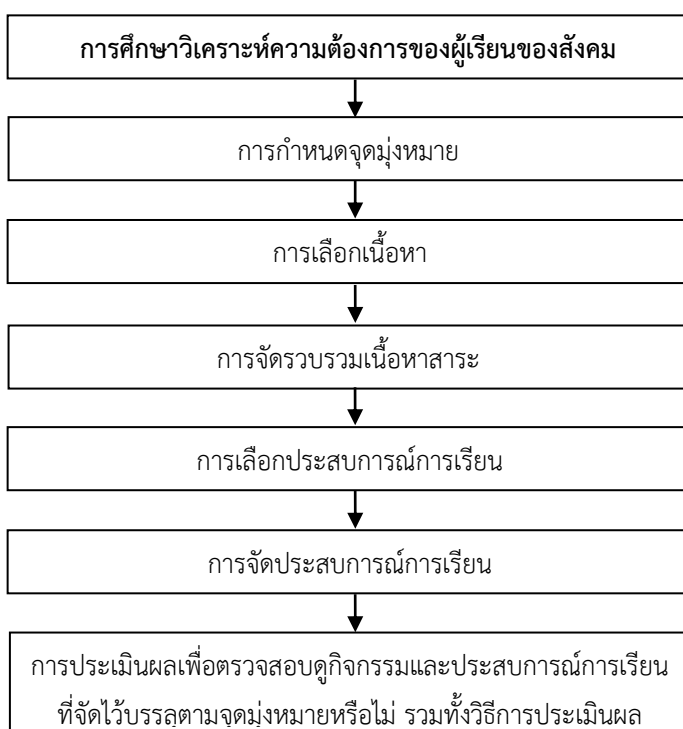 การศึกษาวิเคราะห์ความต้องการของผู้เรียนของสังคม
การกำหนดจุดมุ่งหมาย
การเลือกเนื้อหา
การจัดรวบรวมเนื้อหาสาระ
การเลือกประสบการณ์การเรียน
การจัดประสบการณ์การเรียน
การประเมินผลเพื่อตรวจสอบดูกิจกรรมและประสบการณ์การเรียน
ที่จัดไว้บรรลุตามจุดมุ่งหมายหรือไม่ รวมทั้งวิธีการประเมินผล